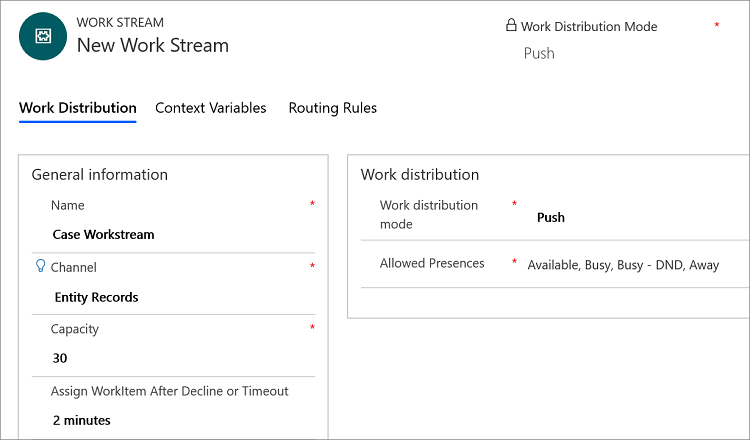 WORK STREAM
New Work Stream
Work Distribution Mode *
Push
Work Distribution Context Variables Routing Rules
General information
Name *
Case Workstream
Channel *
Entity Records
Capacity *
30
Assign WorkItem After Decline or Timeout
2 minutes
Work distribution
Work distribution * Push
mode
Allowed Presences * Available, Busy, Busy - DND, Away